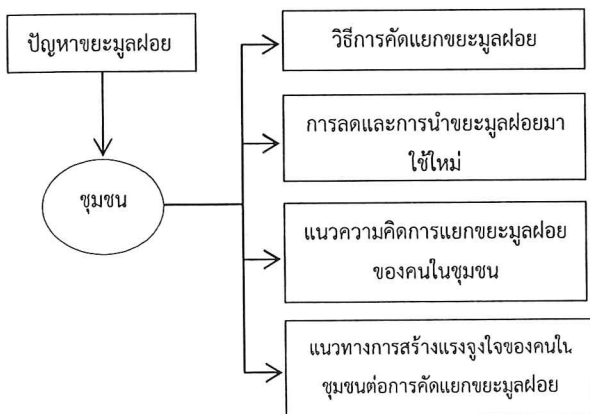 ปัญหาขยะมูลฝอย
ชุมชน
วิธีการคัดแยกขยะมูลฝอย
การลดและการนำขยะมูลฝอยมา
ใช้ใหม่
แนวความคิดการแยกขยะมูลฝอย
ของคนในชุมชน
แนวทางการสร้างแรงจูงใจของคนใน
ชุมชนต่อการคัดแยกขยะมูลฝอย